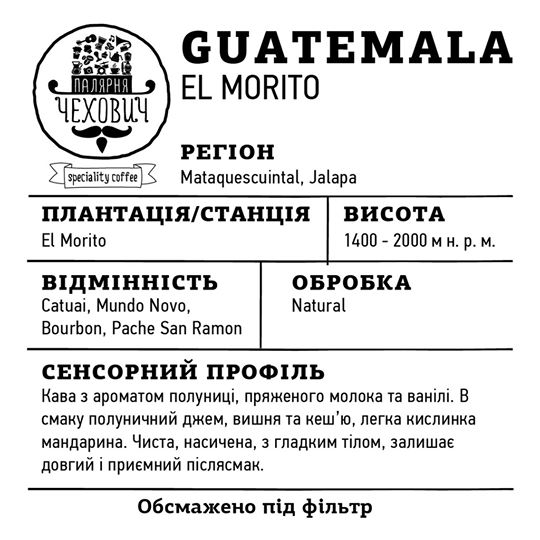 GUATEMALA
EL MORITO
ПАЛЯРНЯ
ЧЕХОВИЧ
speciality coffee
РЕГІОН
Mataquescuintal, Jalapa
ПЛАНТАЦІЯ/СТАНЦІЯ
El Morito
ВИСОТА
1400 - 2000 м н. р. м.
ВІДМІННІСТЬ
Catuai, Mundo Novo,
Bourbon, Pache San Ramon
ОБРОБКА
Natural
СЕНСОРНИЙ ПРОФІЛЬ
Кава з ароматом полуниці, пряженого молока та ванілі. В
смаку полуничний джем, вишня та кеш’ю, легка кислинка
мандарина. Чиста, насичена, з гладким тілом, залишає
довгий і приємний післясмак.
Обсмажено під фільтр